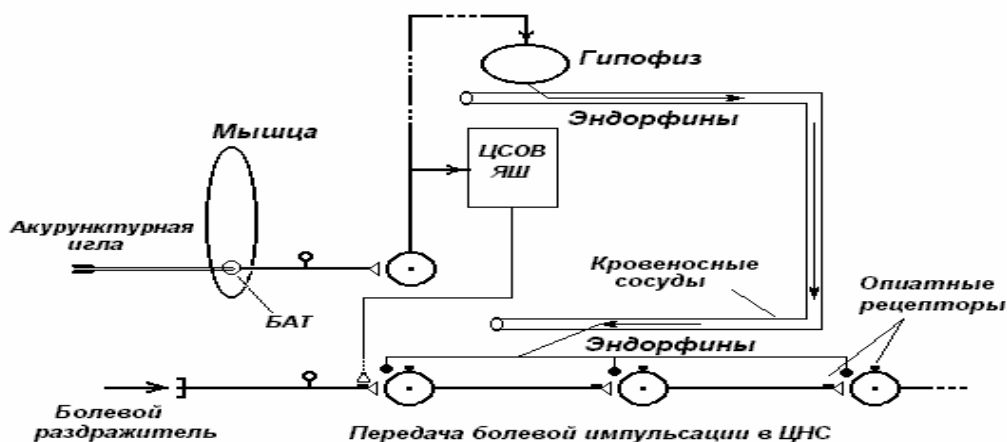 Гипофиз
Эндорфины
Мышца
ЦСОВ
ЯШ
Акурунктурная
игла
БАТ
Кровеносные
сосуды
Опиатные
рецепторы
Эндорфины
Болевой
раздражитель
Передача болевой импульсации в ЦНС